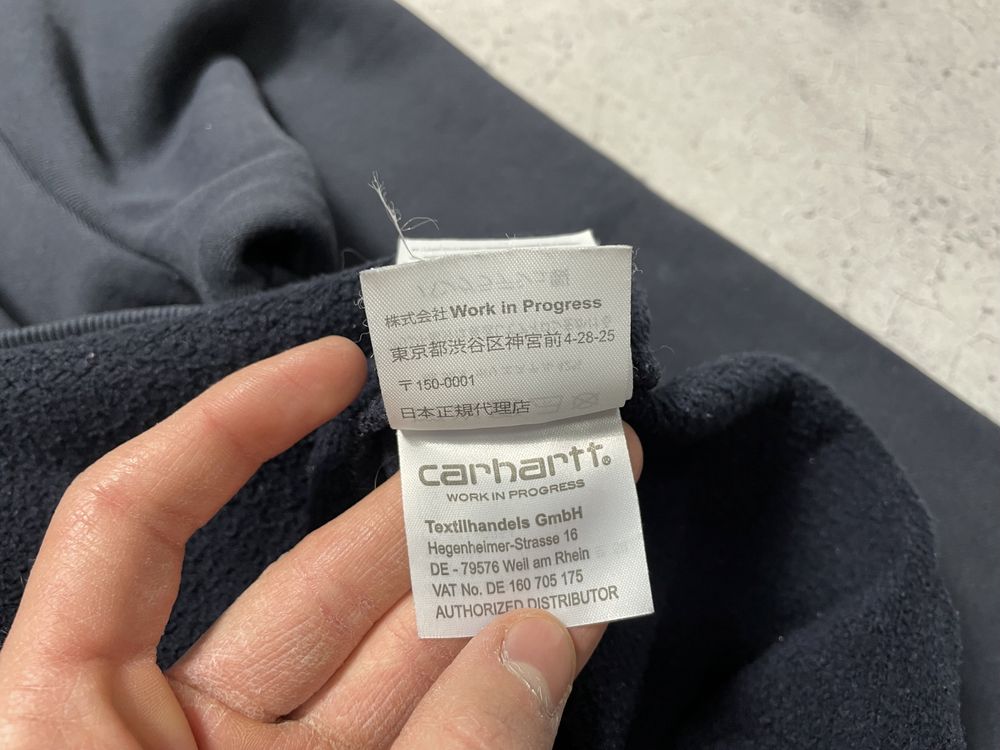 株式会社 Work in Progress
東京都渋谷区神宮前4-28-25
〒150-0001
日本正規代理店
carhartt®
WORK IN PROGRESS
Textilhandels GmbH
Hegenheimer-Strasse 16
DE - 79576 Weil am Rhein
VAT No. DE 160 705 175
AUTHORIZED DISTRIBUTOR